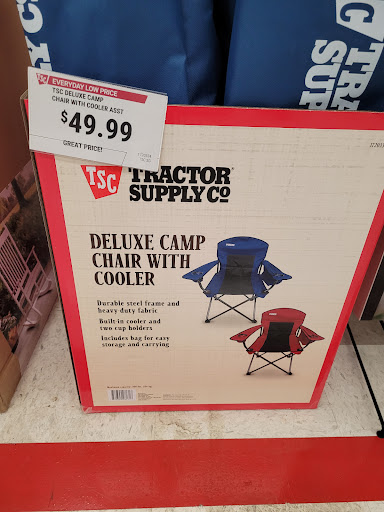 TSC
TRACTOR
SUP
EVERYDAY LOW PRICE
TSC DELUXE CAMP
CHAIR WITH COOLER ASST
$49.99
GREAT PRICE!
TSC
TRACTOR
SUPPLY CO
DELUXE CAMP
CHAIR WITH
COOLER
Durable steel frame and
heavy duty fabric
Built-in cooler and
two cup holders
Includes bag for easy
storage and carrying